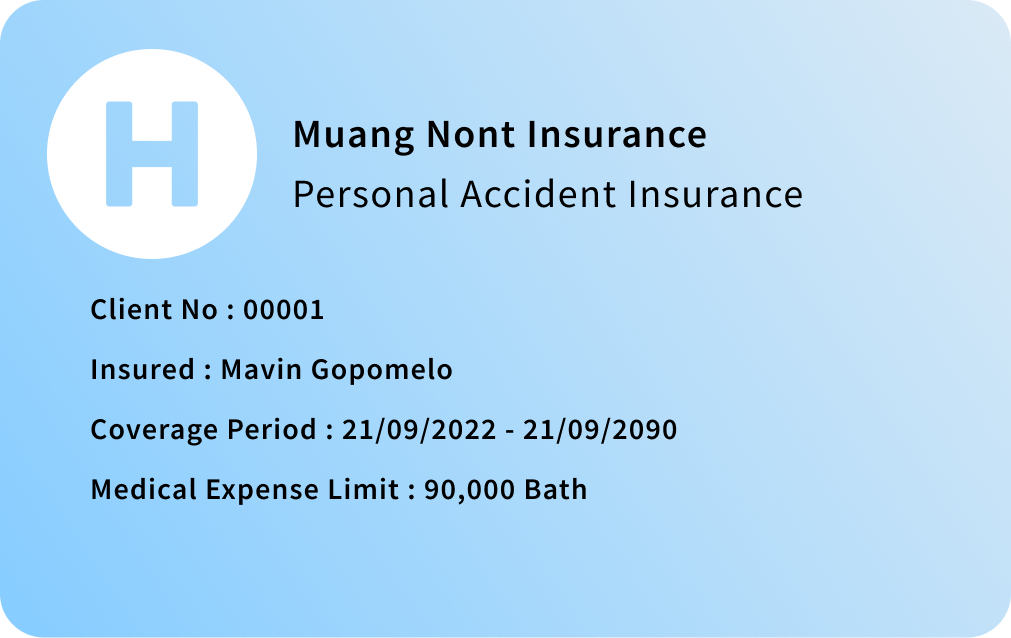 H
Muang Nont Insurance
Personal Accident Insurance
Client No : 00001
Insured : Mavin Gopomelo
Coverage Period : 21/09/2022 - 21/09/2090
Medical Expense Limit : 90,000 Bath